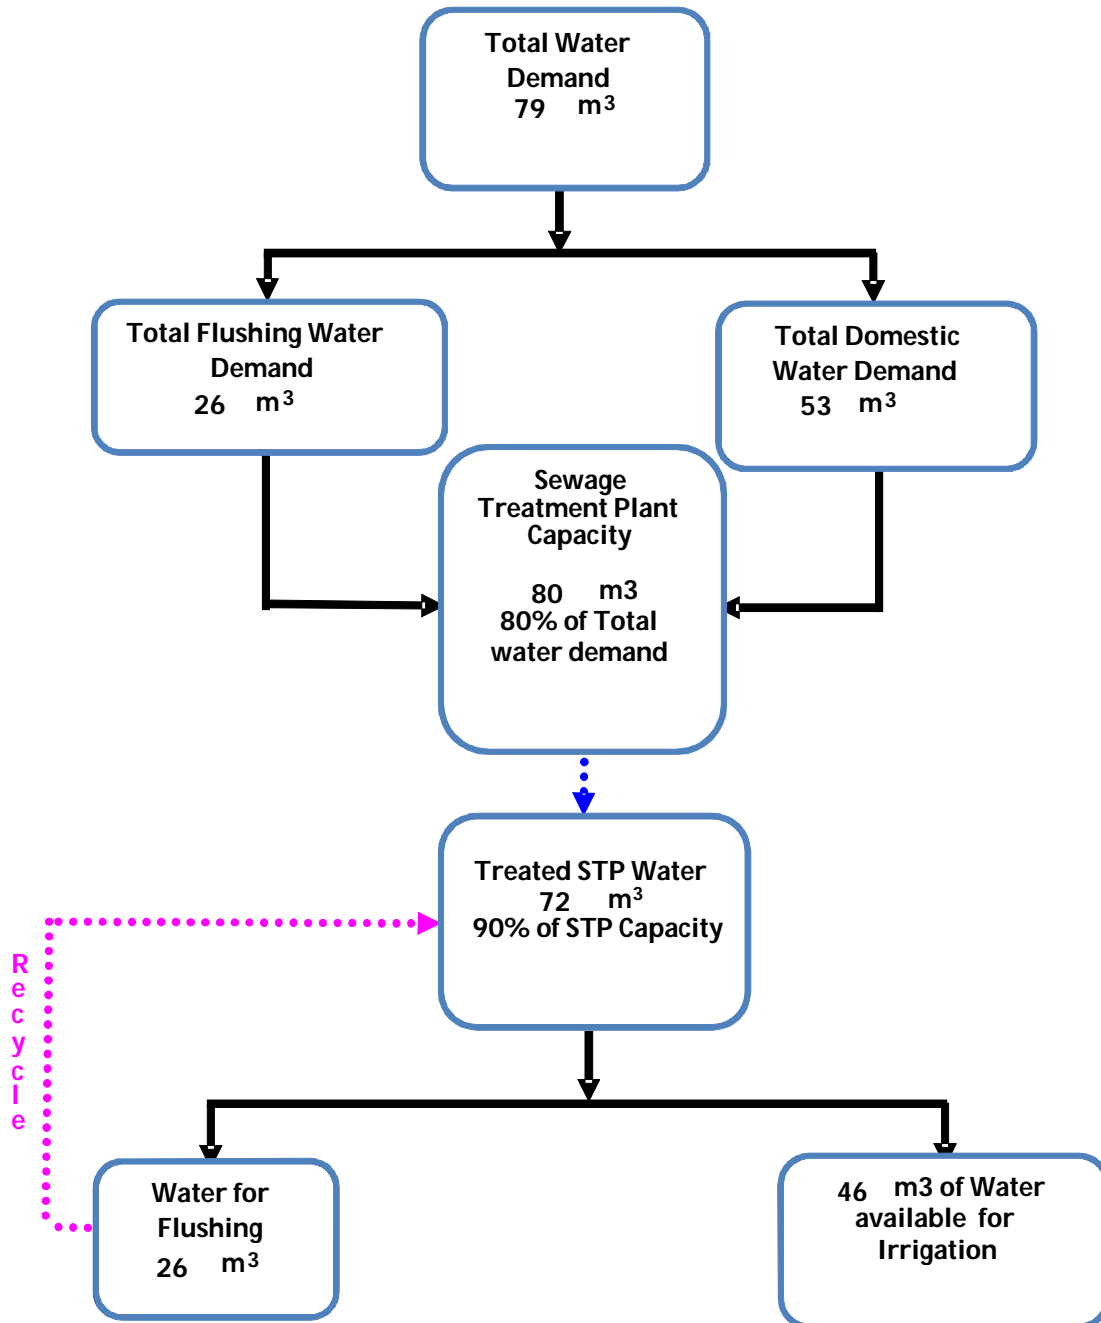 Total Water
Demand
79 m³
Total Flushing Water
Demand
26 m³
Total Domestic
Water Demand
53 m³
Sewage
Treatment Plant
Capacity
80 m3
80% of Total
water demand
Treated STP Water
72 m³
90% of STP Capacity
Recycle
Water for
Flushing
26 m³
46 m3 of Water
available for
Irrigation